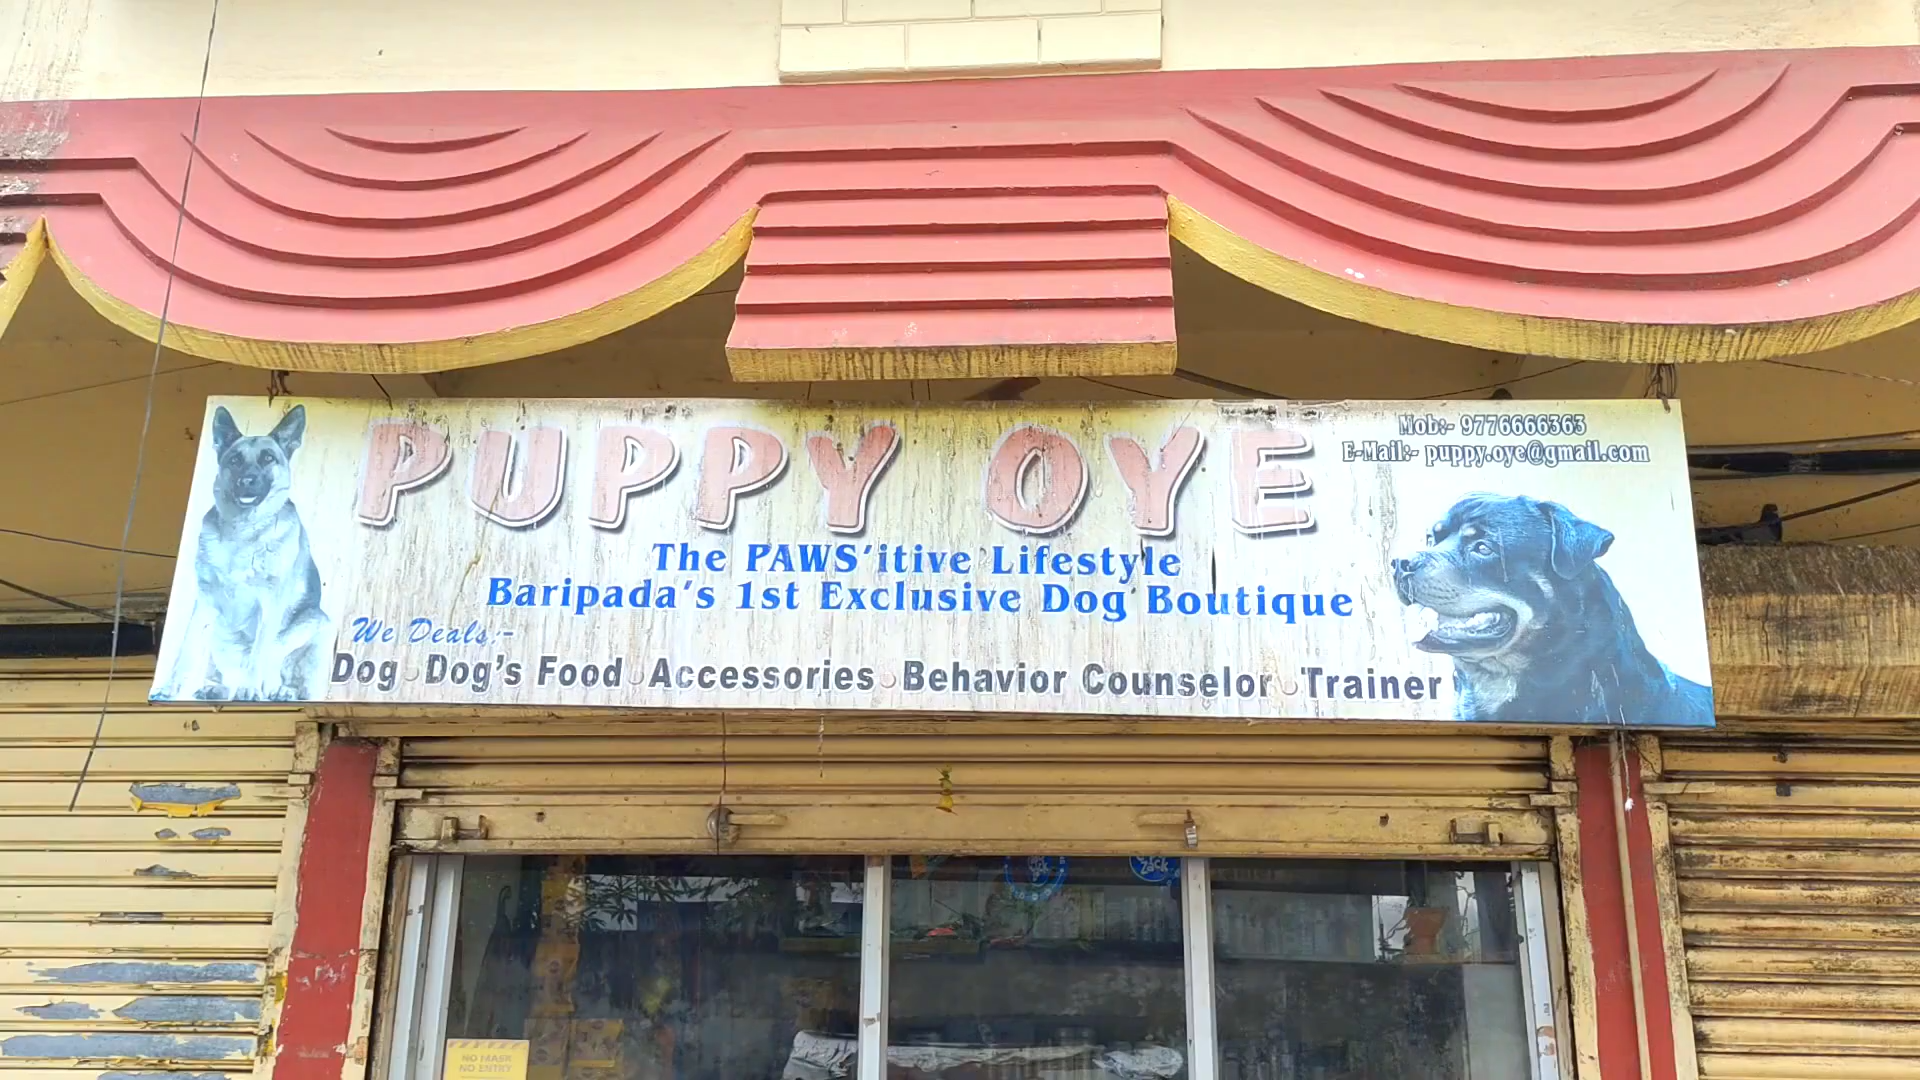 PUPPY OYE
Mob:- 9776666363
E-Mail:- puppy.oye@gmail.com
The PAWS'itive Lifestyle
Baripada's 1st Exclusive Dog Boutique
We Deals:-
Dog Dog's Food Accessories Behavior Counselor Trainer
NO MASK
NO ENTRY